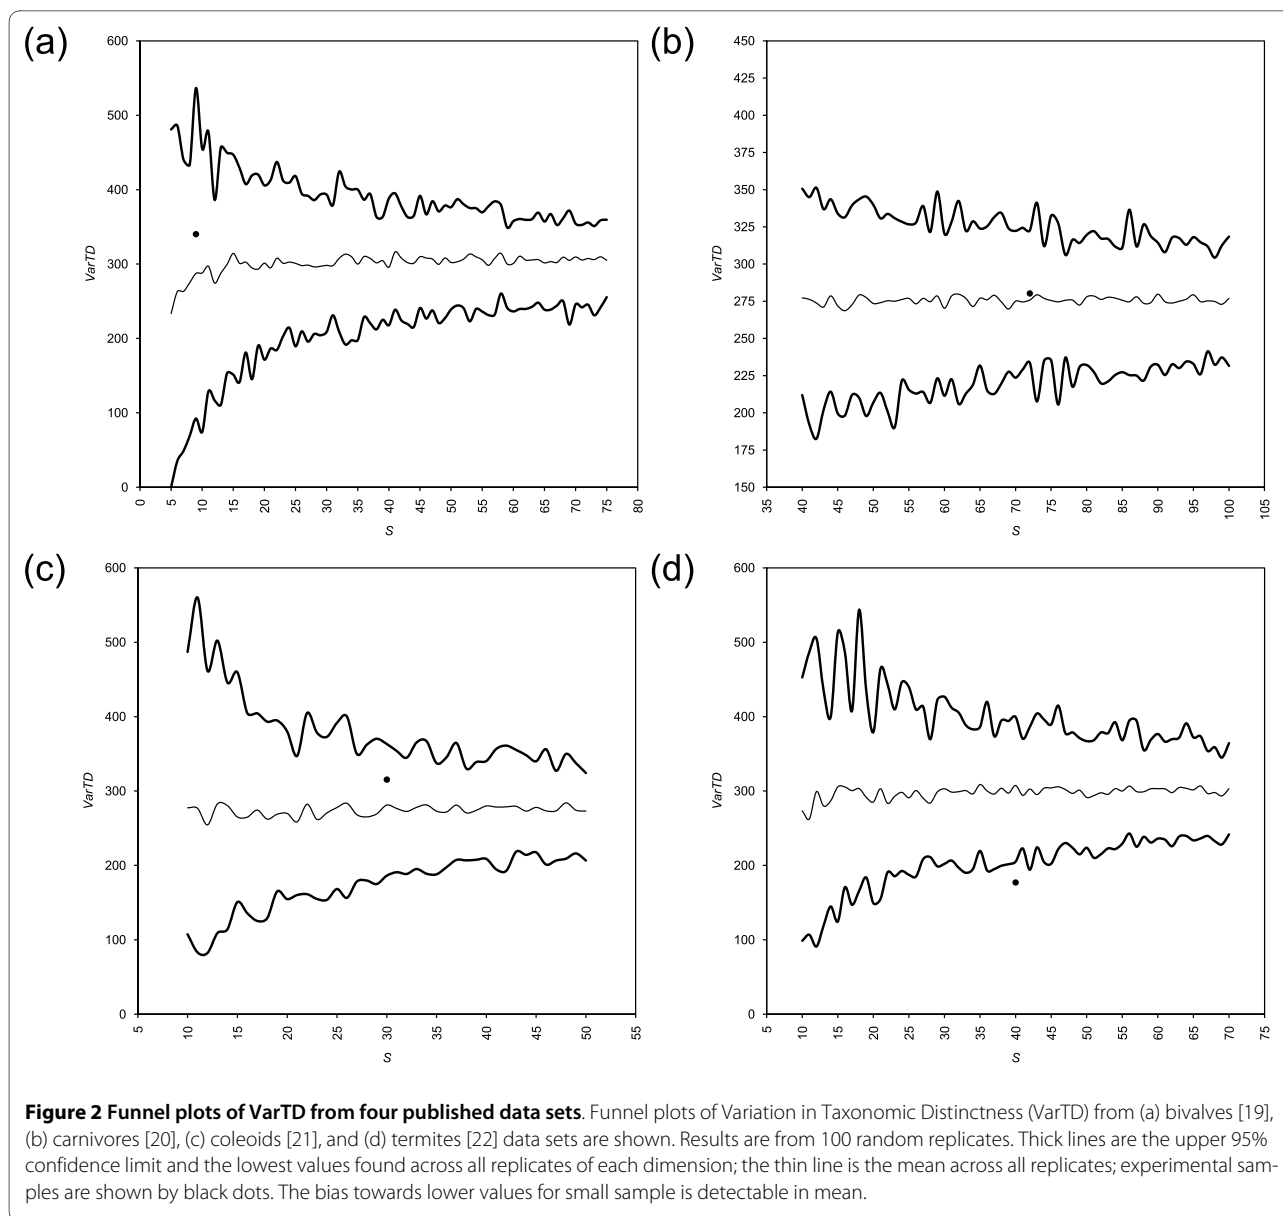 (a)
600
500
400
300
200
100
0
VarTD
0 5 10 15 20 25 30 35 40 45 50 55 60 65 70 75 80
S
(b)
450
425
400
375
350
325
300
275
250
225
200
175
150
VarTD
35 40 45 50 55 60 65 70 75 80 85 90 95 100 105
S
(c)
600
500
400
300
200
100
0
VarTD
5 10 15 20 25 30 35 40 45 50 55
S
(d)
600
500
400
300
200
100
0
VarTD
5 10 15 20 25 30 35 40 45 50 55 60 65 70 75
S
Figure 2 Funnel plots of VarTD from four published data sets. Funnel plots of Variation in Taxonomic Distinctness (VarTD) from (a) bivalves [19],
(b) carnivores [20], (c) coleoids [21], and (d) termites [22] data sets are shown. Results are from 100 random replicates. Thick lines are the upper 95%
confidence limit and the lowest values found across all replicates of each dimension; the thin line is the mean across all replicates; experimental sam-
ples are shown by black dots. The bias towards lower values for small sample is detectable in mean.